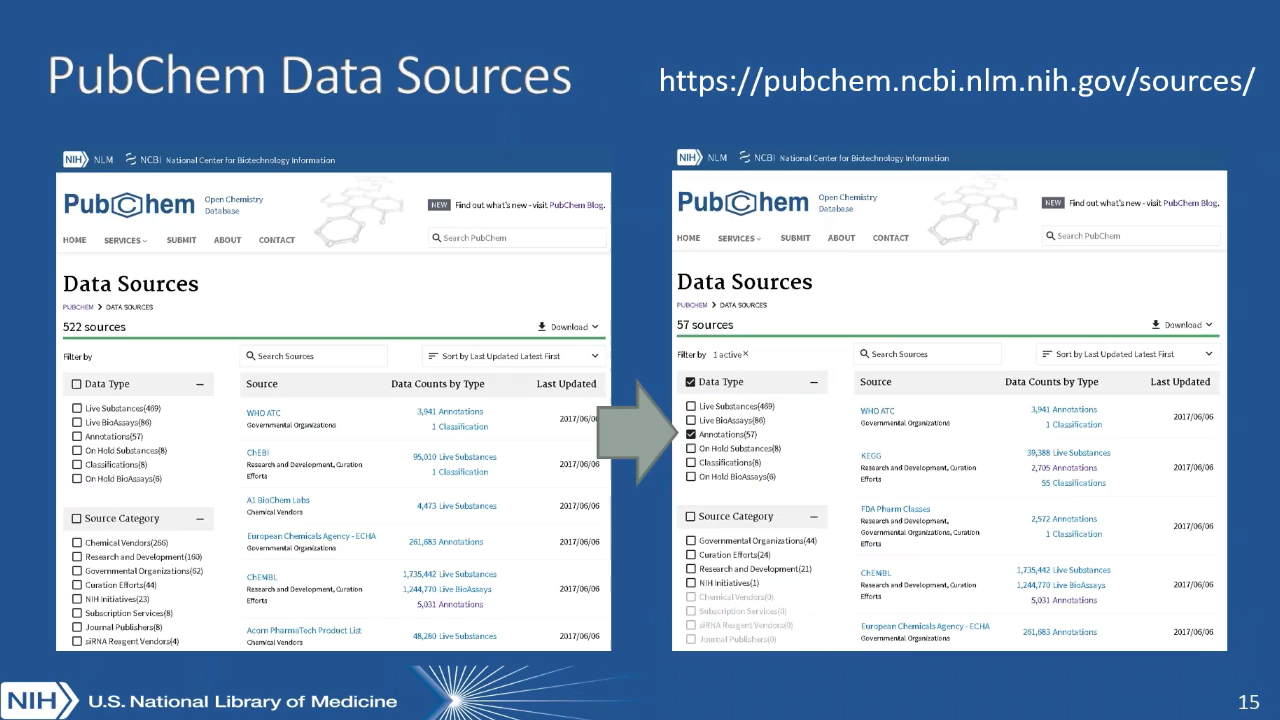 PubChem Data Sources
https://pubchem.ncbi.nlm.nih.gov/sources/
NIH NLM NCBI National Center for Biotechnology Information
PubChem Open Chemistry Database
NEW Find out what's new - visit PubChem Blog.
HOME SERVICES SUBMIT ABOUT CONTACT
Search PubChem
Data Sources
PUBCHEM > DATA SOURCES
522 sources
Download
Filter by
Search Sources
Sort by Last Updated Latest First
Data Type
Live Substances(469)
Live BioAssays(86)
Annotations(57)
On Hold Substances(8)
Classifications(8)
On Hold BioAssays(6)
Source Category
Chemical Vendors(266)
Research and Development(160)
Governmental Organizations(62)
Curation Efforts(44)
NIH Initiatives(23)
Subscription Services(8)
Journal Publishers(8)
siRNA Reagent Vendors(4)
Source Data Counts by Type Last Updated
WHO ATC 3,941 Annotations
Governmental Organizations 1 Classification 2017/06/06
ChEBI 95,010 Live Substances
Research and Development, Curation 1 Classification 2017/06/06
Efforts
A1 BioChem Labs 4,473 Live Substances 2017/06/06
Chemical Vendors
European Chemicals Agency - ECHA 261,683 Annotations 2017/06/06
Governmental Organizations
ChEMBL 1,735,442 Live Substances
Research and Development, Curation 1,244,770 Live BioAssays 2017/06/06
Efforts 5,031 Annotations
Acorn PharmaTech Product List 48,280 Live Substances 2017/06/06
Chemical Vendors
NIH NLM NCBI National Center for Biotechnology Information
PubChem Open Chemistry Database
NEW Find out what's new - visit PubChem Blog.
HOME SERVICES SUBMIT ABOUT CONTACT
Search PubChem
Data Sources
PUBCHEM > DATA SOURCES
57 sources
Download
Filter by 1 active×
Search Sources
Sort by Last Updated Latest First
Data Type
Live Substances(469)
Live BioAssays(86)
Annotations(57)
On Hold Substances(8)
Classifications(8)
On Hold BioAssays(6)
Source Category
Governmental Organizations(44)
Curation Efforts(24)
Research and Development(21)
NIH Initiatives(1)
Chemical Vendors(0)
Subscription Services(0)
siRNA Reagent Vendors(0)
Journal Publishers(0)
Source Data Counts by Type Last Updated
WHO ATC 3,941 Annotations
Governmental Organizations 1 Classification 2017/06/06
KEGG 39,388 Live Substances
Research and Development, Curation 2,705 Annotations 2017/06/06
Efforts 55 Classifications
FDA Pharm Classes 2,572 Annotations
Research and Development, 1 Classification 2017/06/06
Governmental Organizations, Curation
Efforts
ChEMBL 1,735,442 Live Substances
Research and Development, Curation 1,244,770 Live BioAssays 2017/06/06
Efforts 5,031 Annotations
European Chemicals Agency - ECHA 261,683 Annotations 2017/06/06
Governmental Organizations
NIH U.S. National Library of Medicine
15